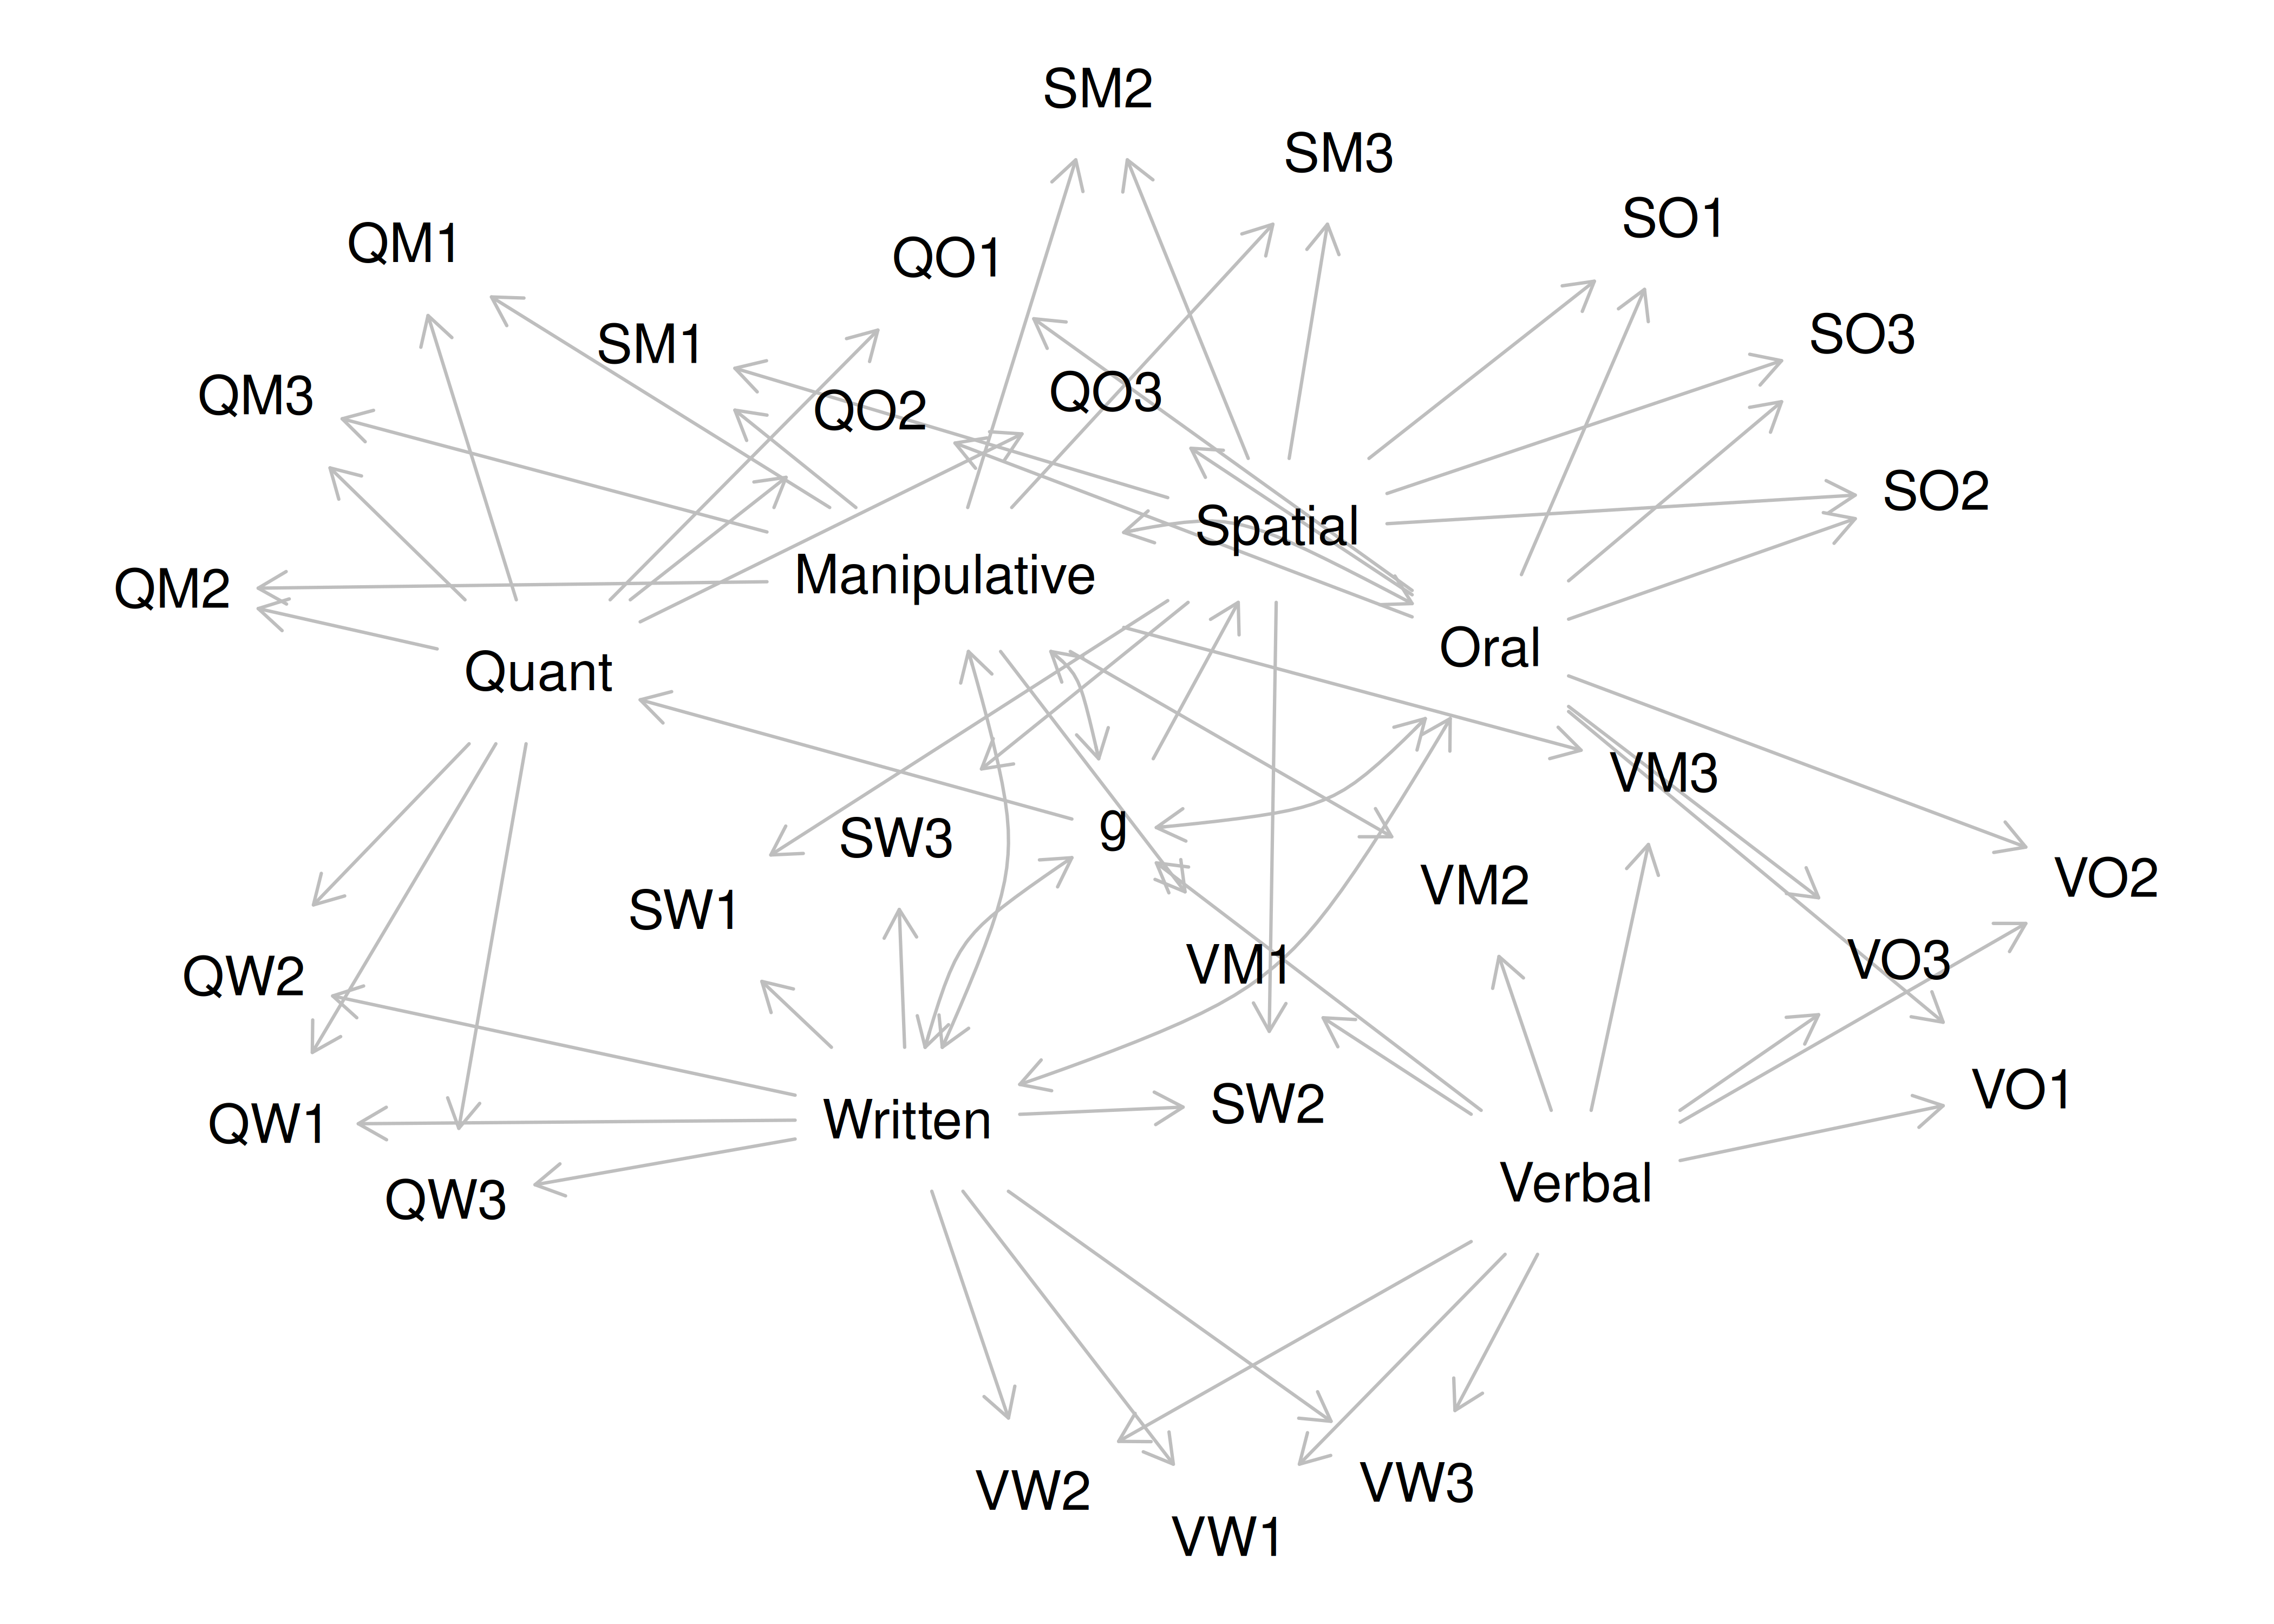 SM2
SM3
SO1
QM1
QO1
SO3
SM1
QM3
QO3
QO2
SO2
Spatial
Manipulative
QM2
Oral
Quant
VM3
g
SW3
VO2
VM2
SW1
VO3
VM1
QW2
VO1
SW2
Written
QW1
Verbal
QW3
VW3
VW2
VW1